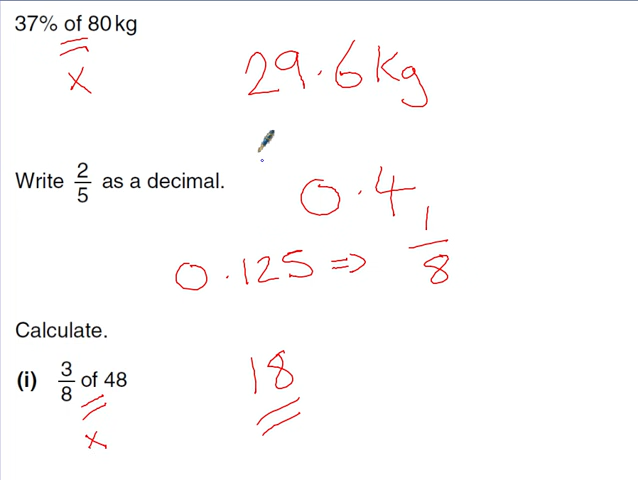 37% of 80 kg
x
29.6 Kg
Write 2/5 as a decimal.
0.4
0.125 ⇒ 1/8
Calculate.
(i) 3/8 of 48
18
x